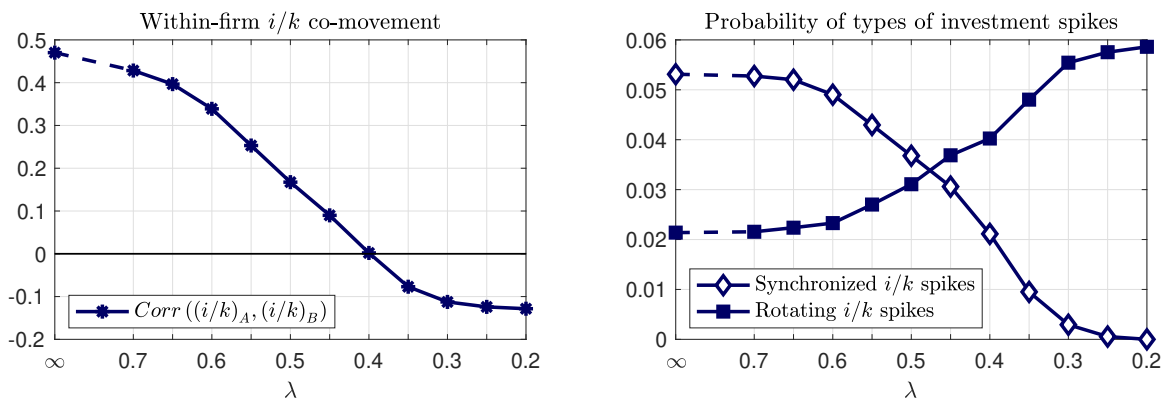 Within-firm i/k co-movement
0.5
0.4
0.3
0.2
0.1
0
-0.1
-0.2
Corr ((i/k)_A, (i/k)_B)
∞ 0.7 0.6 0.5 0.4 0.3 0.2
λ
Probability of types of investment spikes
0.06
0.05
0.04
0.03
0.02
0.01
0
Synchronized i/k spikes
Rotating i/k spikes
∞ 0.7 0.6 0.5 0.4 0.3 0.2
λ